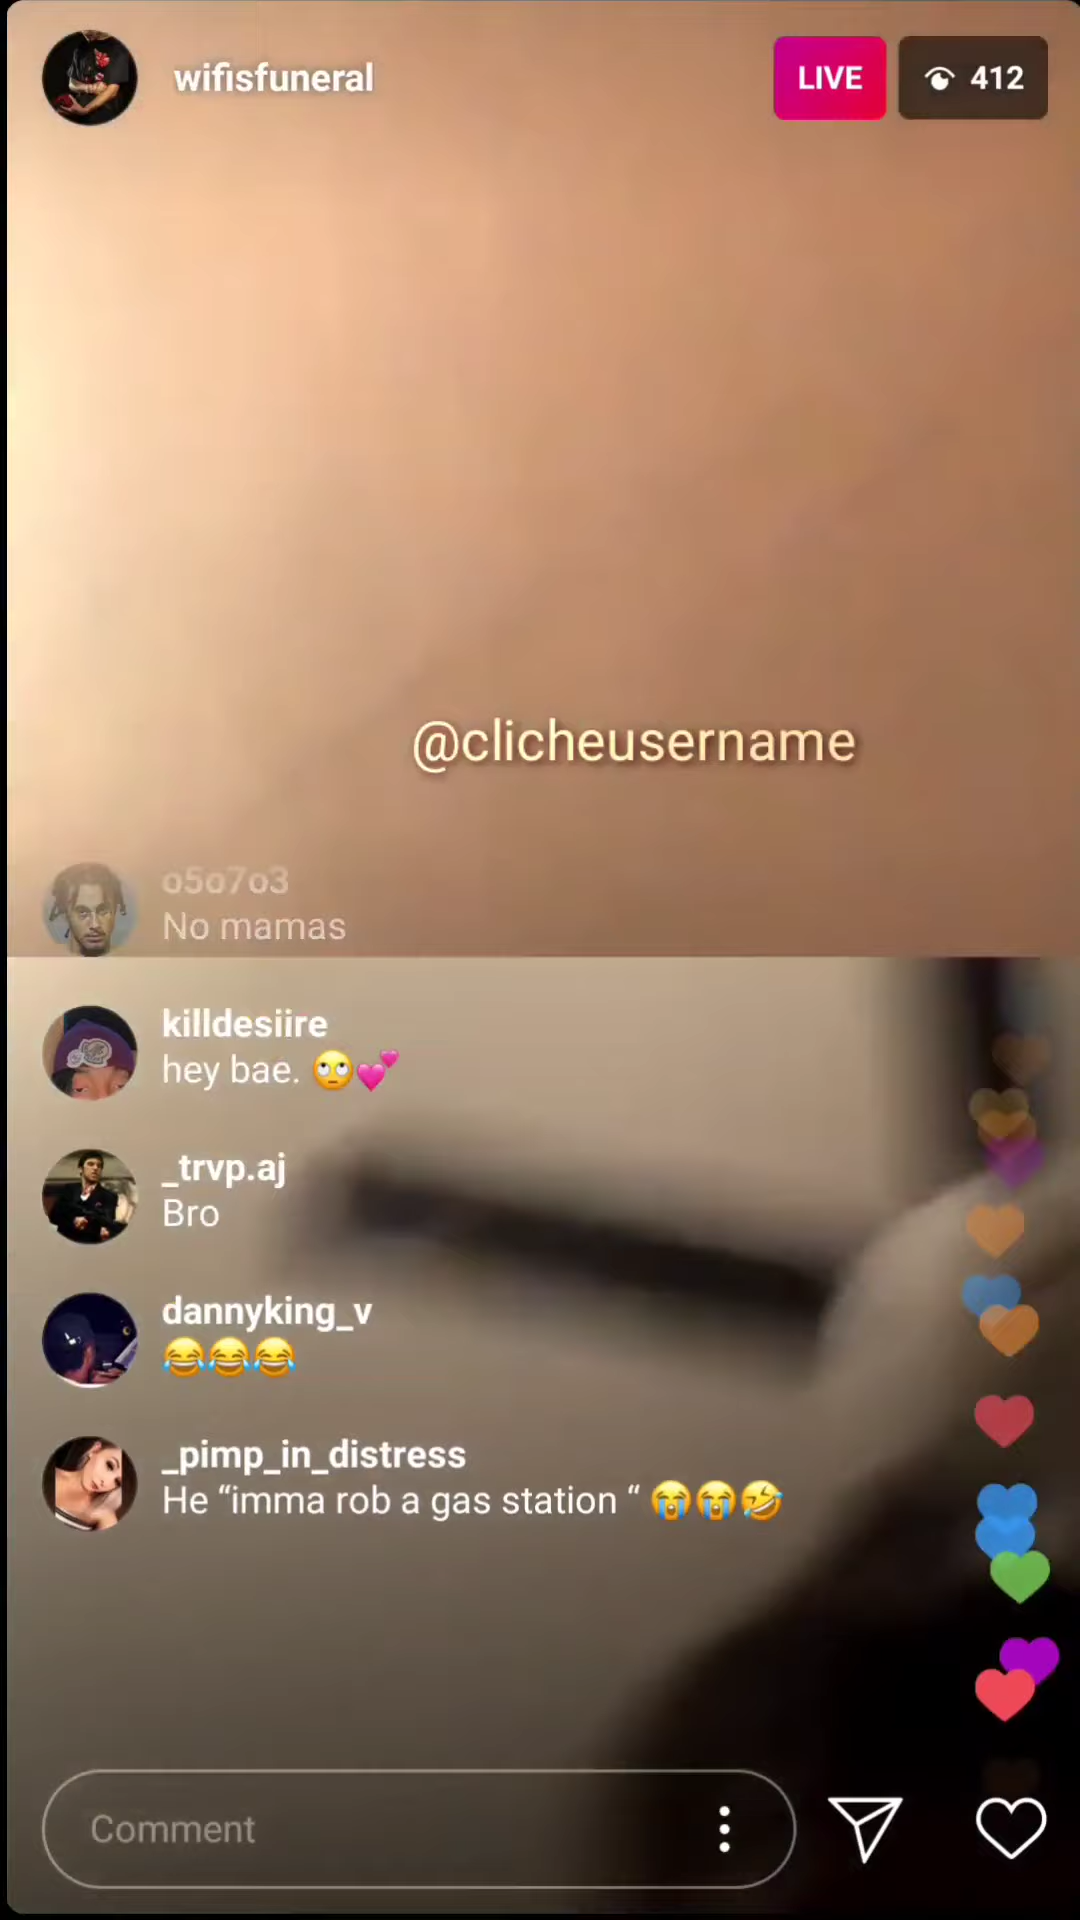 wifisfuneral
LIVE
412
@clicheusername
o5o7o3
No mamas
killdesiire
hey bae. 🙄💕
_trvp.aj
Bro
dannyking_v
😂😂😂
_pimp_in_distress
He “imma rob a gas station “ 😭😭🤣
Comment